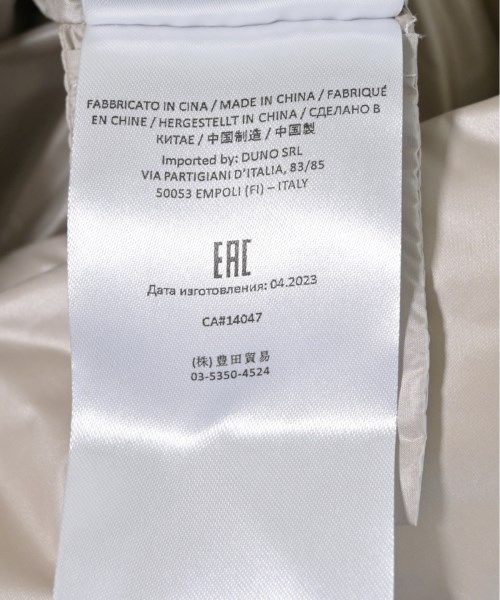 FABBRICATO IN CINA / MADE IN CHINA / FABRIQUÉ
EN CHINE / HERGESTELLT IN CHINA / СДЕЛАНО В
КИТАЕ / 中国制造 / 中國製
Imported by: DUNO SRL
VIA PARTIGIANI D'ITALIA, 83/85
50053 EMPOLI (FI) – ITALY
EAC
Дата изготовления: 04.2023
CA#14047
(株) 豊田貿易
03-5350-4524